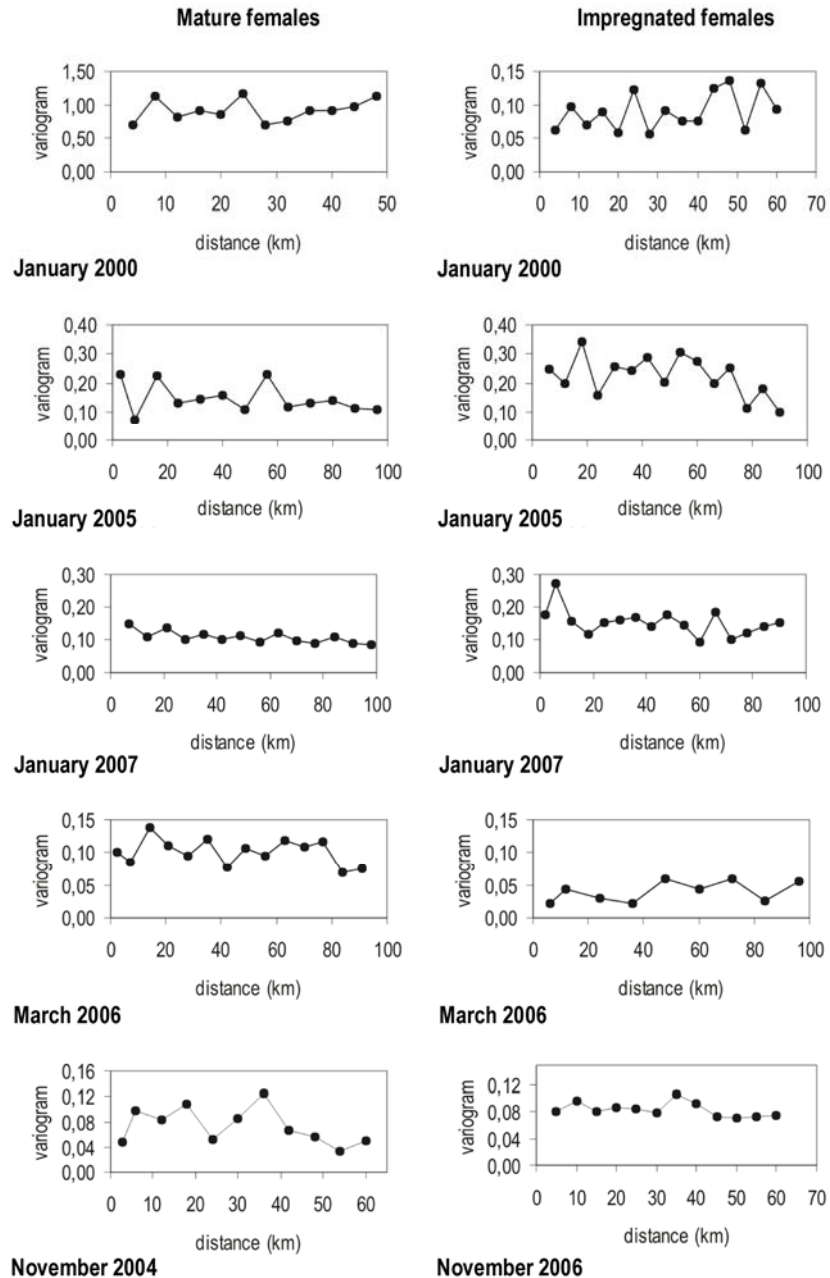 Mature females
Impregnated females
1,50
1,00
0,50
0,00
variogram
0 10 20 30 40 50
distance (km)
January 2000
0,15
0,10
0,05
0,00
variogram
0 10 20 30 40 50 60 70
distance (km)
January 2000
0,40
0,30
0,20
0,10
0,00
variogram
0 20 40 60 80 100
distance (km)
January 2005
0,40
0,30
0,20
0,10
0,00
variogram
0 20 40 60 80 100
distance (km)
January 2005
0,30
0,20
0,10
0,00
variogram
0 20 40 60 80 100
distance (km)
January 2007
0,30
0,20
0,10
0,00
variogram
0 20 40 60 80 100
distance (km)
January 2007
0,15
0,10
0,05
0,00
variogram
0 20 40 60 80 100
distance (km)
March 2006
0,15
0,10
0,05
0,00
variogram
0 20 40 60 80 100
distance (km)
March 2006
0,16
0,12
0,08
0,04
0,00
variogram
0 10 20 30 40 50 60
distance (km)
November 2004
0,12
0,08
0,04
0,00
variogram
0 10 20 30 40 50 60 70
distance (km)
November 2006